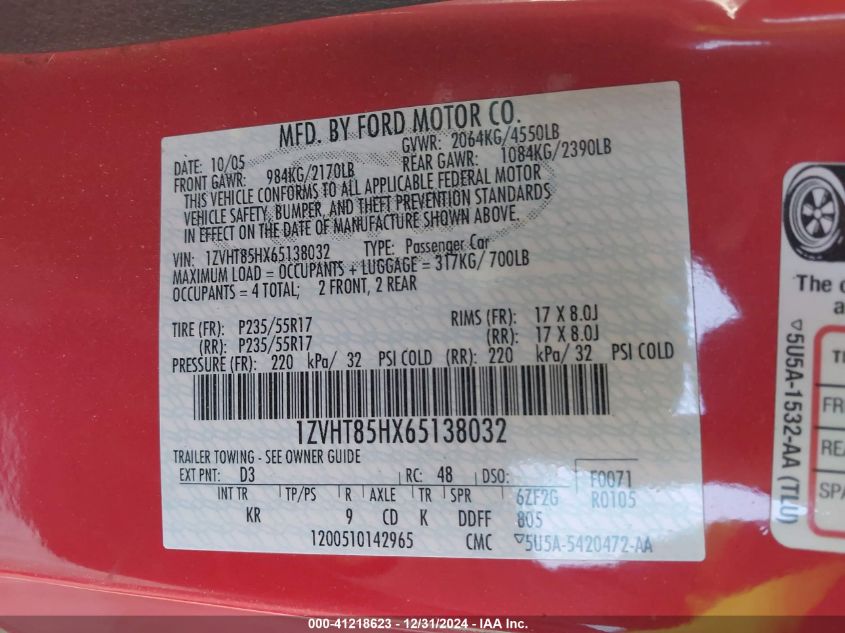 MFD. BY FORD MOTOR CO.
DATE: 10/05 GVWR: 2064KG/4550LB
FRONT GAWR: 984KG/2170LB REAR GAWR: 1084KG/2390LB
THIS VEHICLE CONFORMS TO ALL APPLICABLE FEDERAL MOTOR
VEHICLE SAFETY, BUMPER, AND THEFT PREVENTION STANDARDS
IN EFFECT ON THE DATE OF MANUFACTURE SHOWN ABOVE.
VIN: 1ZVHT85HX65138032 TYPE: Passenger Car
MAXIMUM LOAD = OCCUPANTS + LUGGAGE = 317KG/700LB
OCCUPANTS = 4 TOTAL; 2 FRONT, 2 REAR
TIRE (FR): P235/55R17 RIMS (FR): 17 X 8.0J
(RR): P235/55R17 (RR): 17 X 8.0J
PRESSURE (FR): 220 kPa/ 32 PSI COLD (RR): 220 kPa/ 32 PSI COLD
1ZVHT85HX65138032
TRAILER TOWING - SEE OWNER GUIDE
EXT PNT: D3 RC: 48 DSO: F0071
INT TR TP/PS R AXLE TR SPR 6ZF2G R0105
KR 9 CD K DDFF 805
1200510142965 CMC ▽5U5A-5420472-AA
The
a
T
FR
REA
SPA
▽5U5A-1532-AA (TLU)
000-41218623 - 12/31/2024 - IAA, Inc.